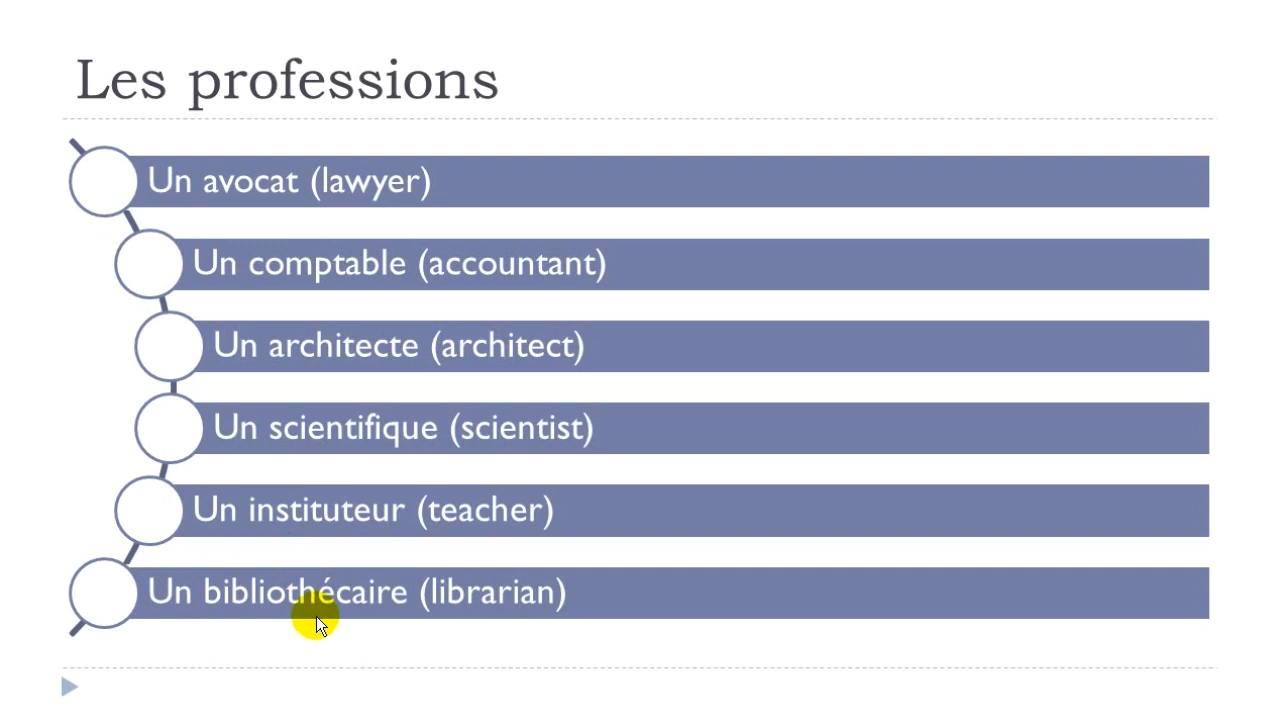 Les professions
Un avocat (lawyer)
Un comptable (accountant)
Un architecte (architect)
Un scientifique (scientist)
Un instituteur (teacher)
Un bibliothécaire (librarian)